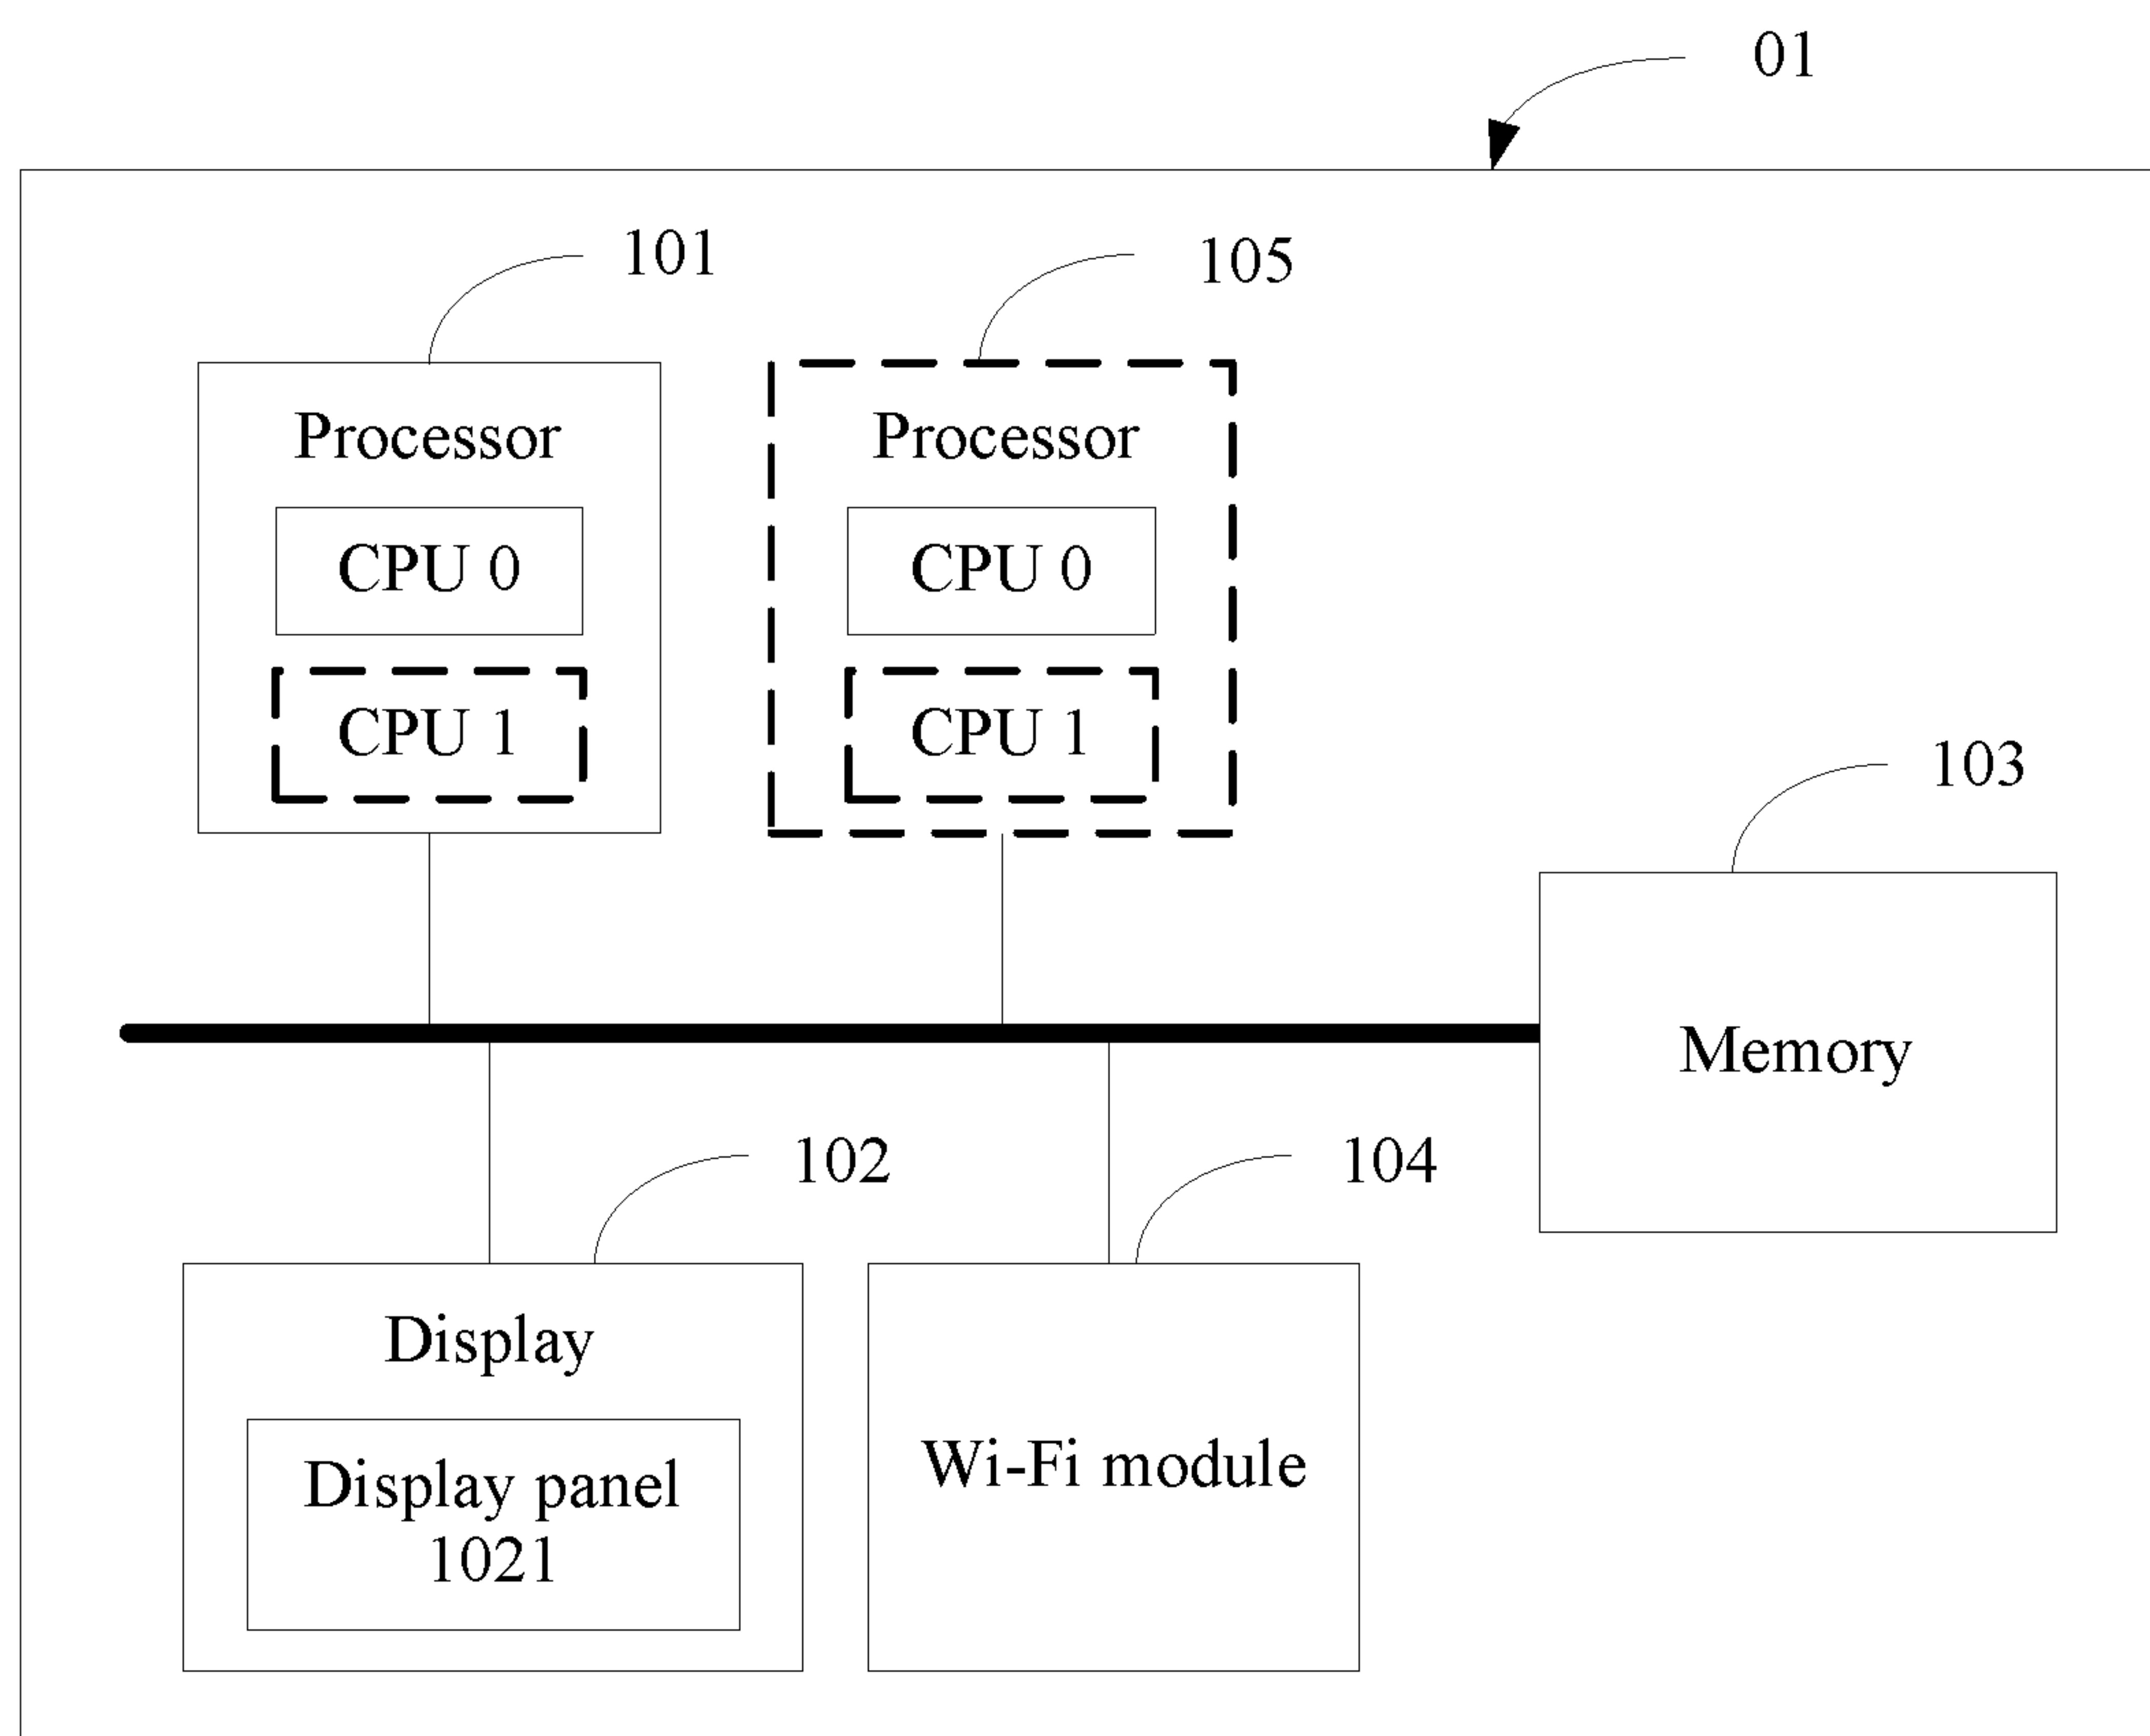 01
101
105
Processor
Processor
CPU 0
CPU 0
CPU 1
CPU 1
103
Memory
102
104
Display
Display panel
1021
Wi-Fi module